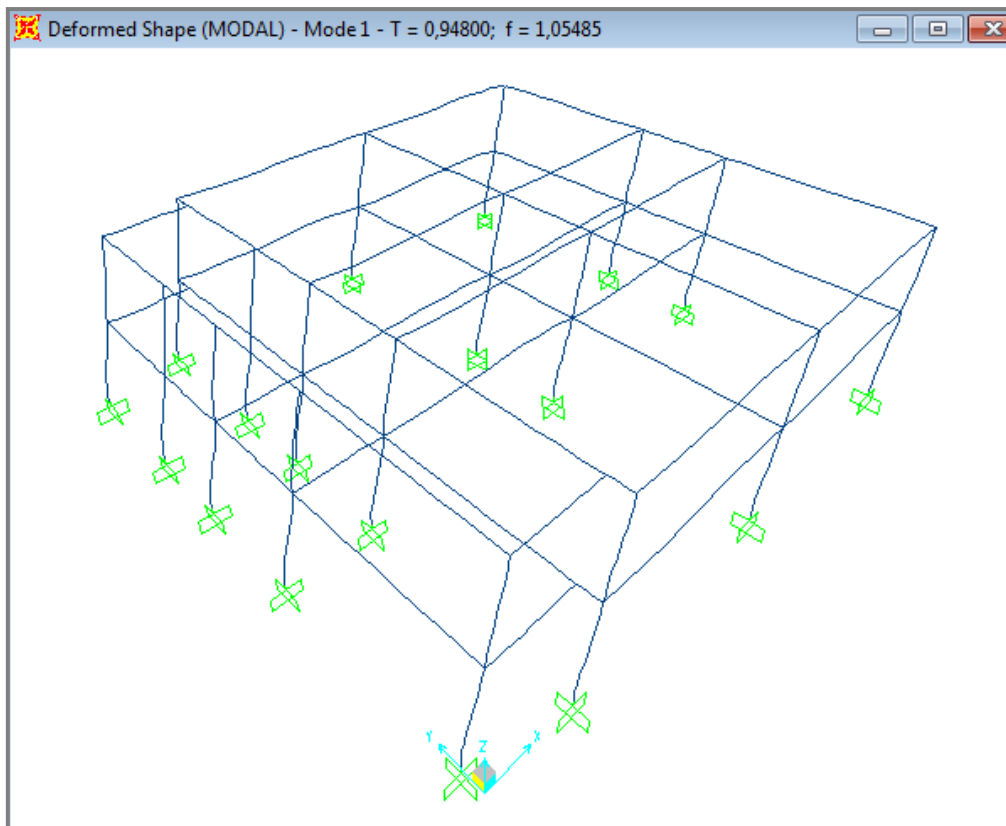 Deformed Shape (MODAL) - Mode 1 - T = 0,94800; f = 1,05485
Y
Z
X